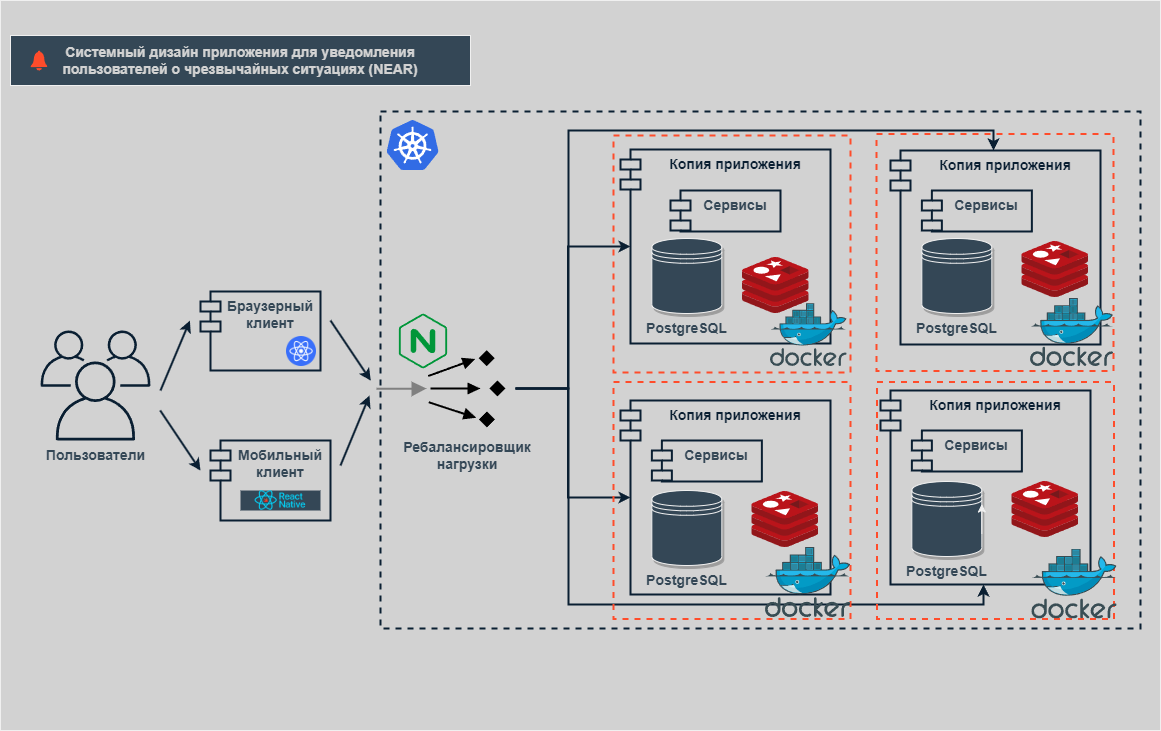 Системный дизайн приложения для уведомления
пользователей о чрезвычайных ситуациях (NEAR)
Пользователи
Браузерный
клиент
Мобильный
клиент
React
Native
N
Ребалансировщик
нагрузки
Копия приложения
Сервисы
PostgreSQL
docker
Копия приложения
Сервисы
PostgreSQL
docker
Копия приложения
Сервисы
PostgreSQL
docker
Копия приложения
Сервисы
PostgreSQL
docker